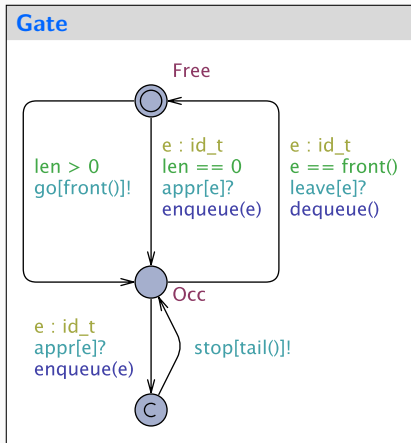 Gate
Free
len > 0
go[front()]!
e : id_t
len == 0
appr[e]?
enqueue(e)
e : id_t
e == front()
leave[e]?
dequeue()
Occ
e : id_t
appr[e]?
enqueue(e)
stop[tail()]!
C